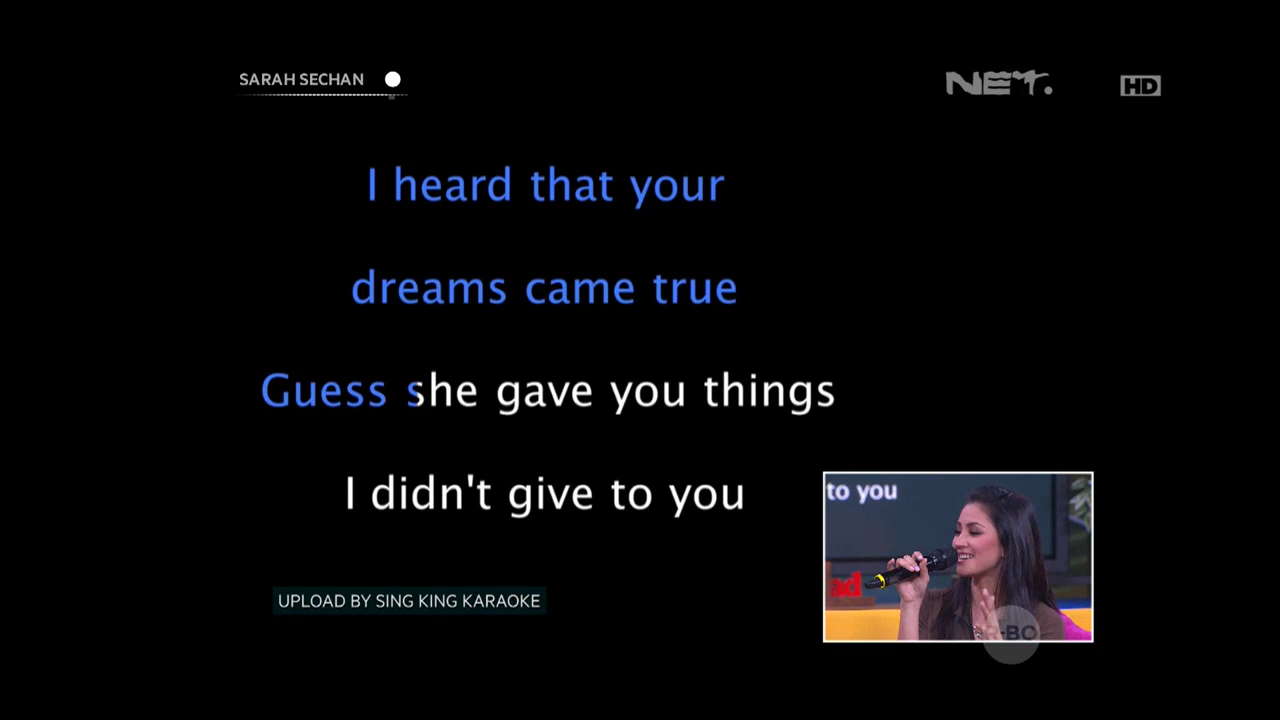 SARAH SECHAN
NET.
HD
I heard that your
dreams came true
Guess she gave you things
I didn't give to you
to you
UPLOAD BY SING KING KARAOKE